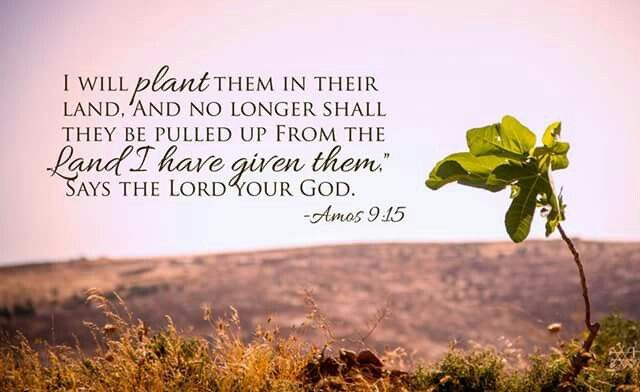 I will plant them in their
land, And no longer shall
they be pulled up From the
Land I have given them,"
Says the Lord your God.
-Amos 9:15